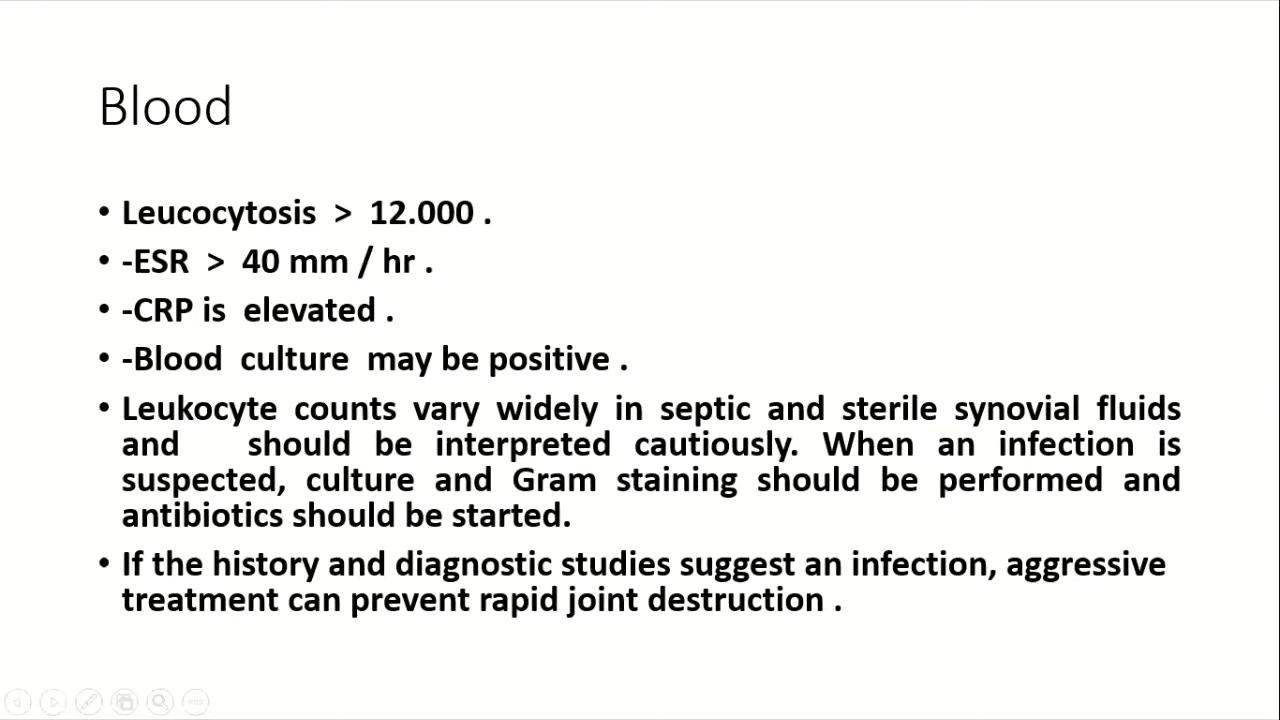 Blood
• Leucocytosis > 12.000 .
• -ESR > 40 mm / hr .
• -CRP is elevated .
• -Blood culture may be positive .
• Leukocyte counts vary widely in septic and sterile synovial fluids
and should be interpreted cautiously. When an infection is
suspected, culture and Gram staining should be performed and
antibiotics should be started.
• If the history and diagnostic studies suggest an infection, aggressive
treatment can prevent rapid joint destruction .